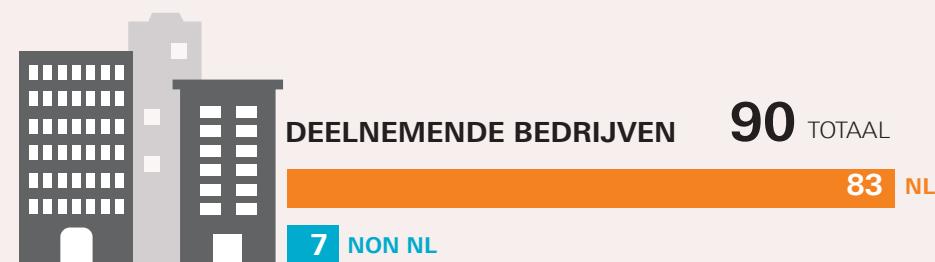 DEELNEMENDE BEDRIJVEN 90 TOTAAL
83 NL
7 NON NL